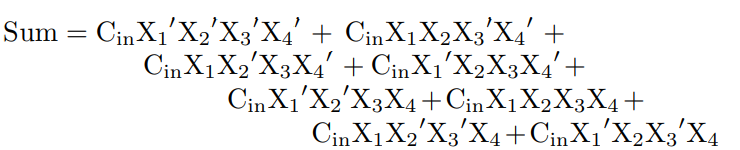 Sum = CinX1′X2′X3′X4′ + CinX1X2X3′X4′ +
CinX1X2′X3X4′ + CinX1′X2X3X4′+
CinX1′X2′X3X4+CinX1X2X3X4+
CinX1X2′X3′X4+CinX1′X2X3′X4